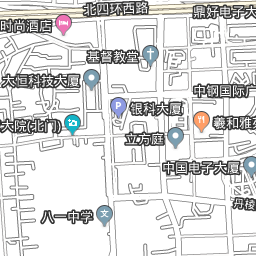 北四环西路
鼎好电子大
时尚酒店
基督教堂
大恒科技大厦
中钢国际广
银科大厦
P
大院(北门)
羲和雅
立方庭
中国电子大厦
丹棱
八一中学
文